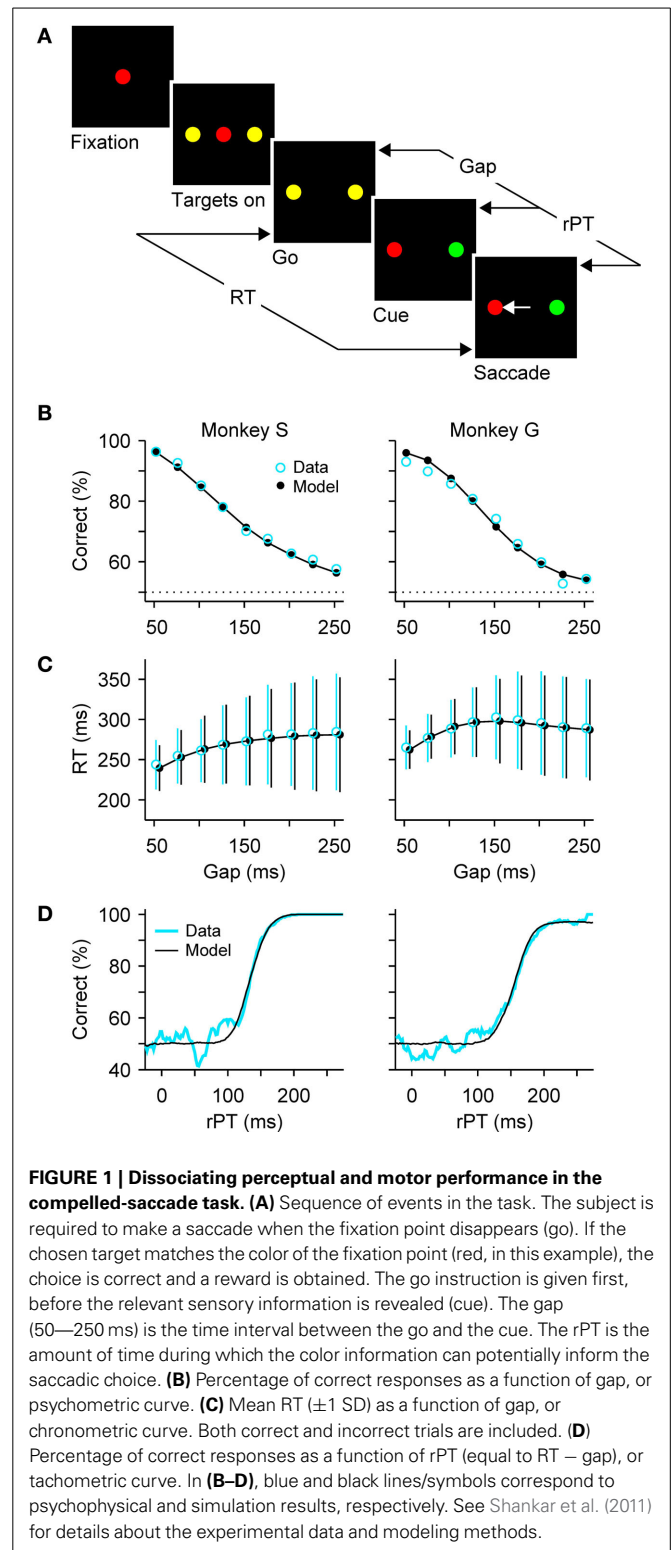 A
Fixation
Targets on
Go
Cue
Saccade
Gap
rPT
RT
B
Monkey S
Monkey G
Correct (%)
100
80
60
Data
Model
50 150 250
50 150 250
C
RT (ms)
350
300
250
200
50 150 250
50 150 250
Gap (ms)
Gap (ms)
D
Correct (%)
100
80
60
40
Data
Model
0 100 200
0 100 200
rPT (ms)
rPT (ms)
FIGURE 1 | Dissociating perceptual and motor performance in the
compelled-saccade task. (A) Sequence of events in the task. The subject is
required to make a saccade when the fixation point disappears (go). If the
chosen target matches the color of the fixation point (red, in this example), the
choice is correct and a reward is obtained. The go instruction is given first,
before the relevant sensory information is revealed (cue). The gap
(50—250 ms) is the time interval between the go and the cue. The rPT is the
amount of time during which the color information can potentially inform the
saccadic choice. (B) Percentage of correct responses as a function of gap, or
psychometric curve. (C) Mean RT (±1 SD) as a function of gap, or
chronometric curve. Both correct and incorrect trials are included. (D)
Percentage of correct responses as a function of rPT (equal to RT − gap), or
tachometric curve. In (B–D), blue and black lines/symbols correspond to
psychophysical and simulation results, respectively. See Shankar et al. (2011)
for details about the experimental data and modeling methods.